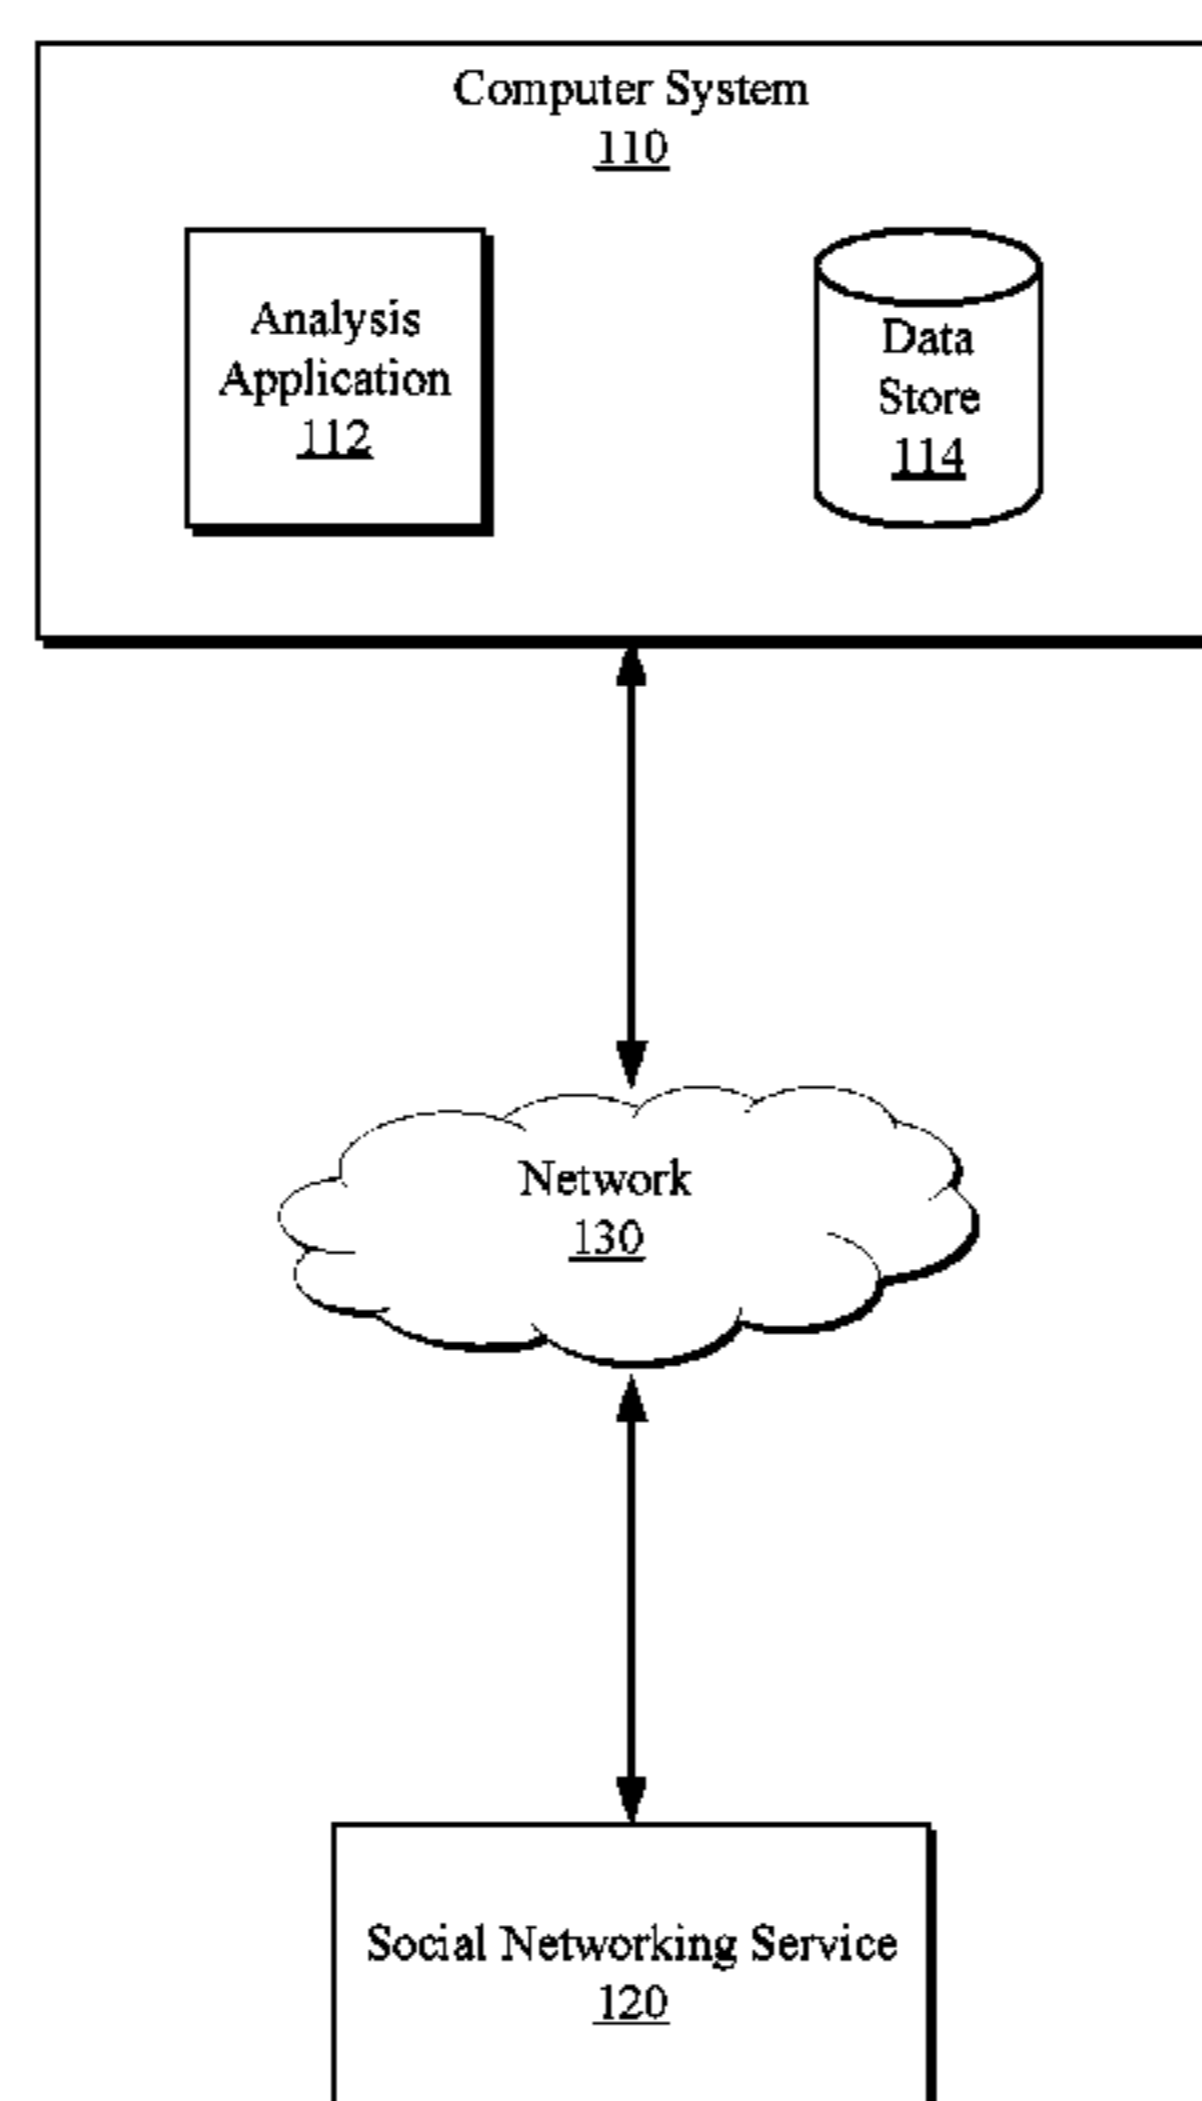 Computer System
110
Analysis
Application
112
Data
Store
114
Network
130
Social Networking Service
120